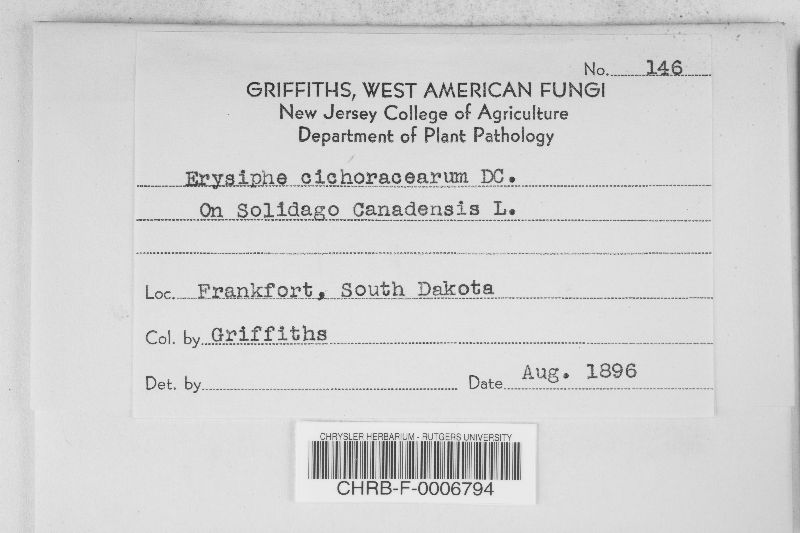 No. 146
GRIFFITHS, WEST AMERICAN FUNGI
New Jersey College of Agriculture
Department of Plant Pathology
Erysiphe cichoracearum DC.
On Solidago Canadensis L.
Loc. Frankfort, South Dakota
Col. by Griffiths
Det. by Date Aug. 1896
CHRYSLER HERBARIUM - RUTGERS UNIVERSITY
CHRB-F-0006794